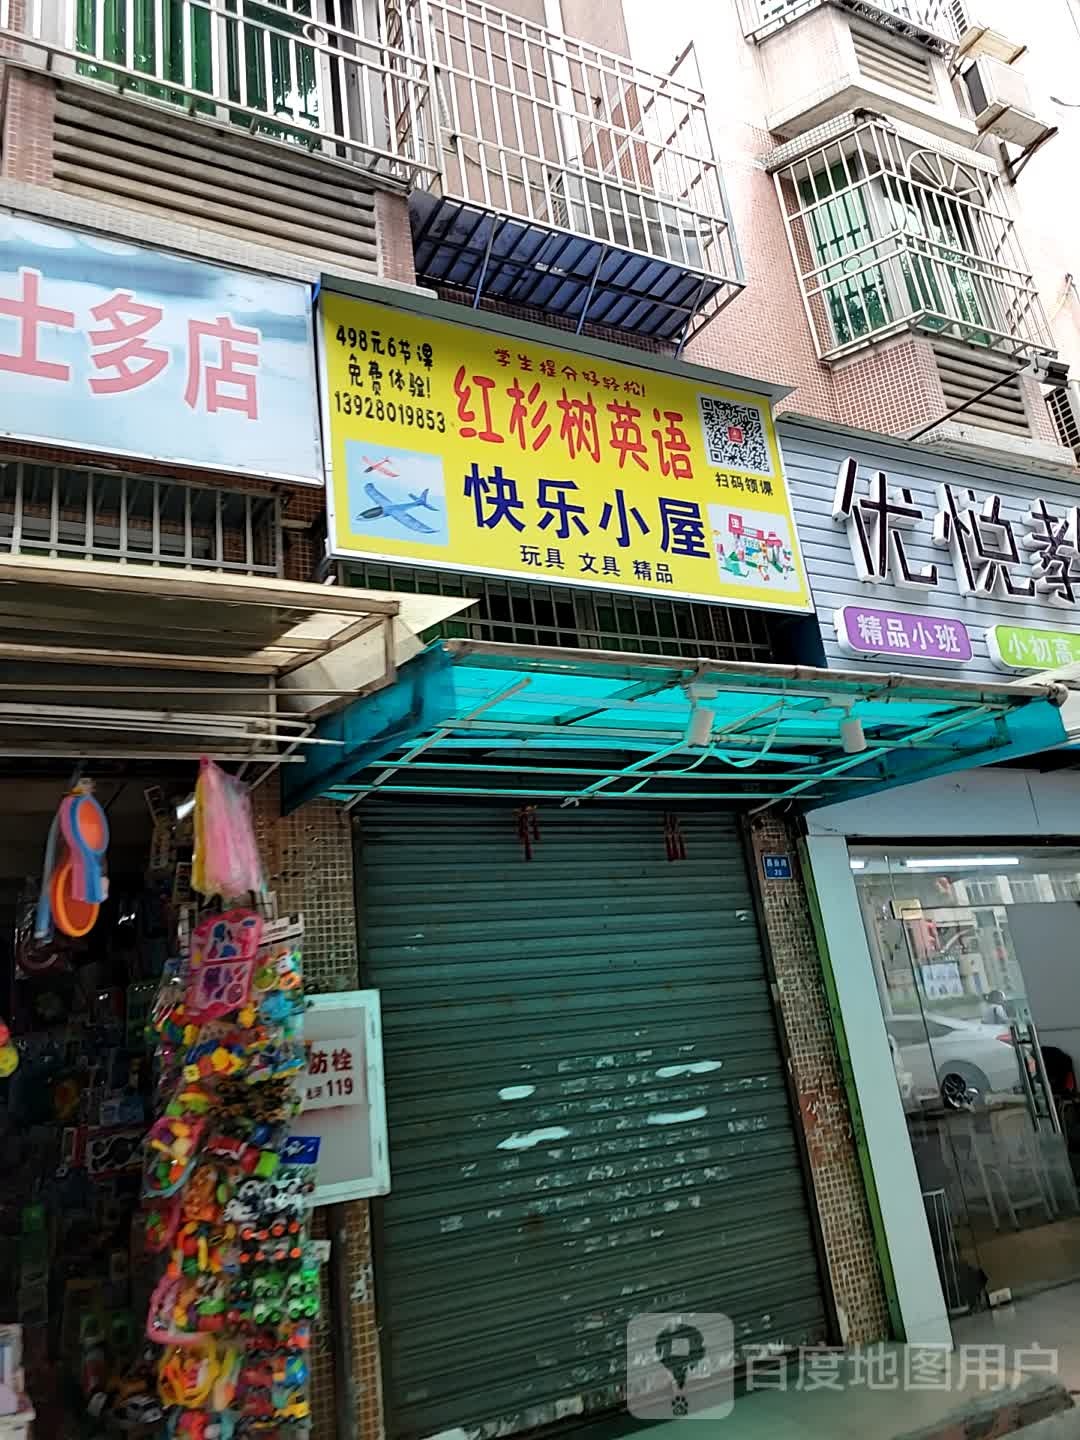 士多店
498元6节课
免费体验!
13928019853
学生提分好轻松!
红杉树英语
扫码领课
快乐小屋
玩具 文具 精品
优悦
精品小班
小初高
防栓
119
百度地图用户